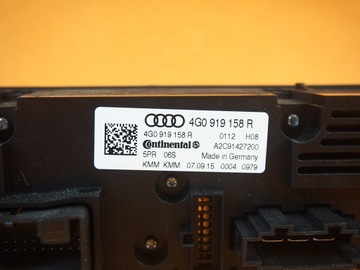 4G0 919 158 R
4G0 919 158 R 0112 H08
Continental A2C91427200
5PR 06S Made in Germany
KMM KMM 07.09.15 0004 0979